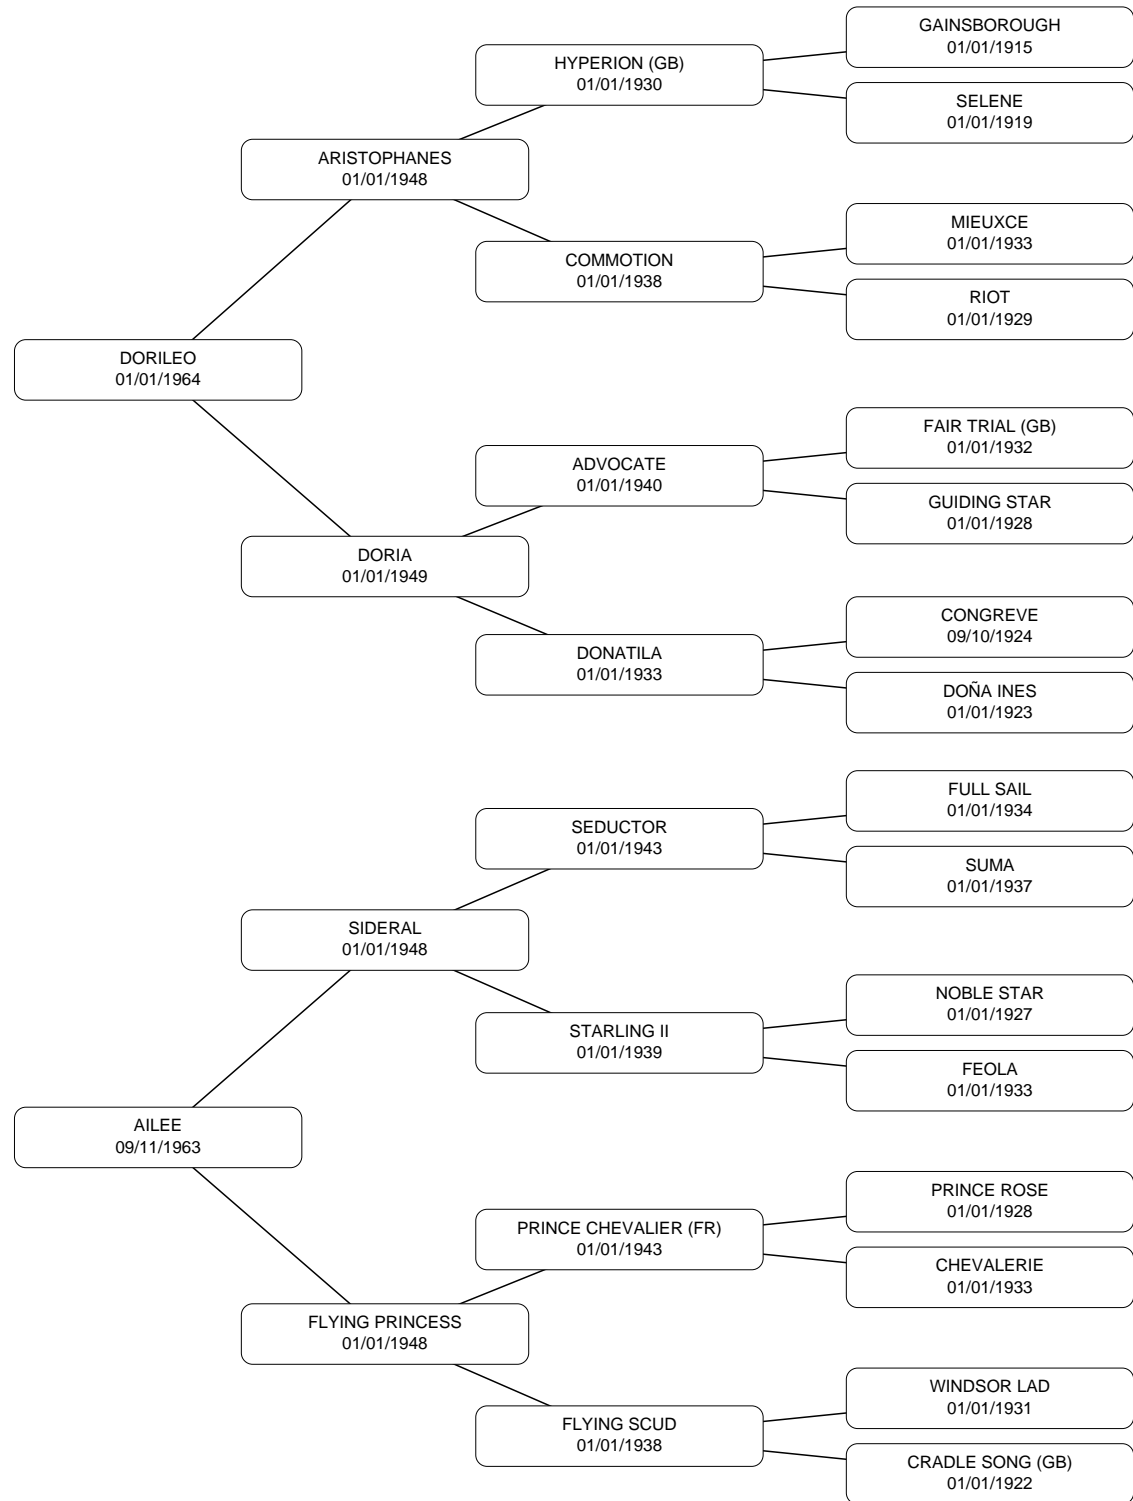 GAINSBOROUGH
01/01/1915
HYPERION (GB)
01/01/1930
SELENE
01/01/1919
ARISTOPHANES
01/01/1948
MIEUXCE
01/01/1933
COMMOTION
01/01/1938
RIOT
01/01/1929
DORILEO
01/01/1964
FAIR TRIAL (GB)
01/01/1932
ADVOCATE
01/01/1940
GUIDING STAR
01/01/1928
DORIA
01/01/1949
CONGREVE
09/10/1924
DONATILA
01/01/1933
DOÑA INES
01/01/1923
FULL SAIL
01/01/1934
SEDUCTOR
01/01/1943
SUMA
01/01/1937
SIDERAL
01/01/1948
NOBLE STAR
01/01/1927
STARLING II
01/01/1939
FEOLA
01/01/1933
AILEE
09/11/1963
PRINCE ROSE
01/01/1928
PRINCE CHEVALIER (FR)
01/01/1943
CHEVALERIE
01/01/1933
FLYING PRINCESS
01/01/1948
WINDSOR LAD
01/01/1931
FLYING SCUD
01/01/1938
CRADLE SONG (GB)
01/01/1922